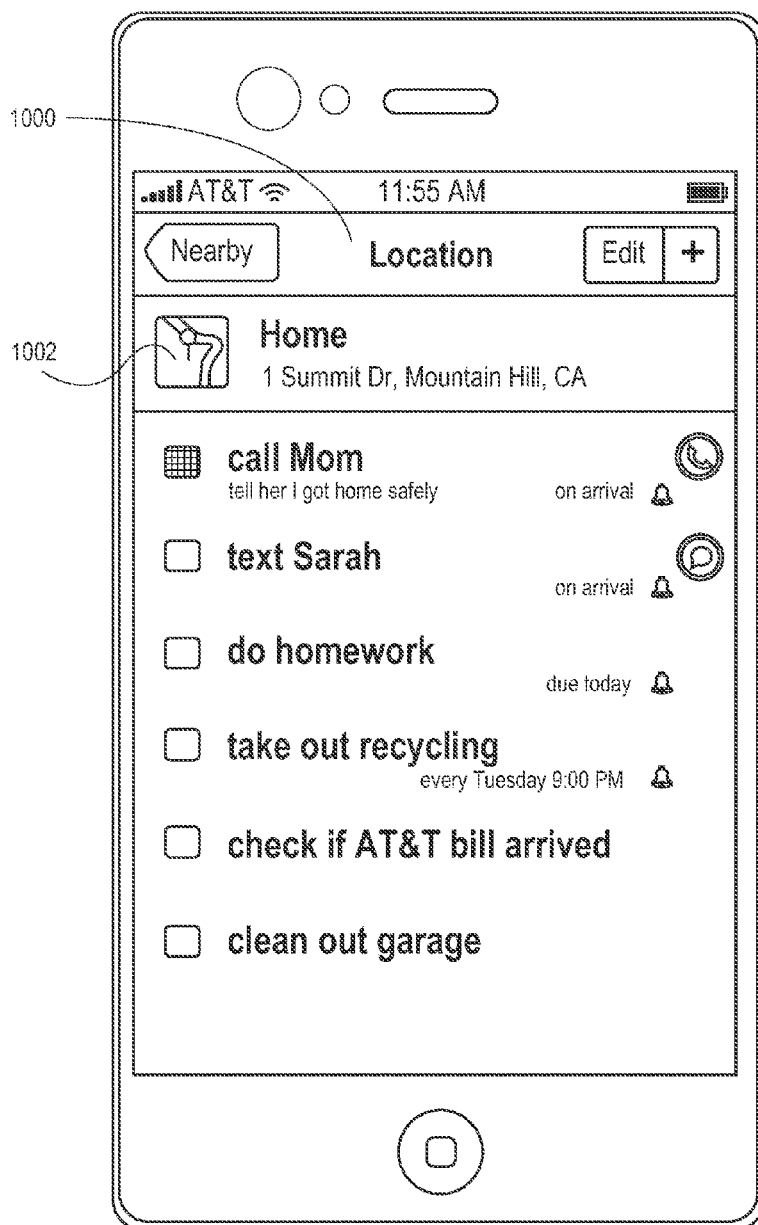 1000
AT&T 11:55 AM
Nearby Location Edit +
1002
Home
1 Summit Dr, Mountain Hill, CA
call Mom
tell her I got home safely on arrival
text Sarah
on arrival
do homework
due today
take out recycling
every Tuesday 9:00 PM
check if AT&T bill arrived
clean out garage